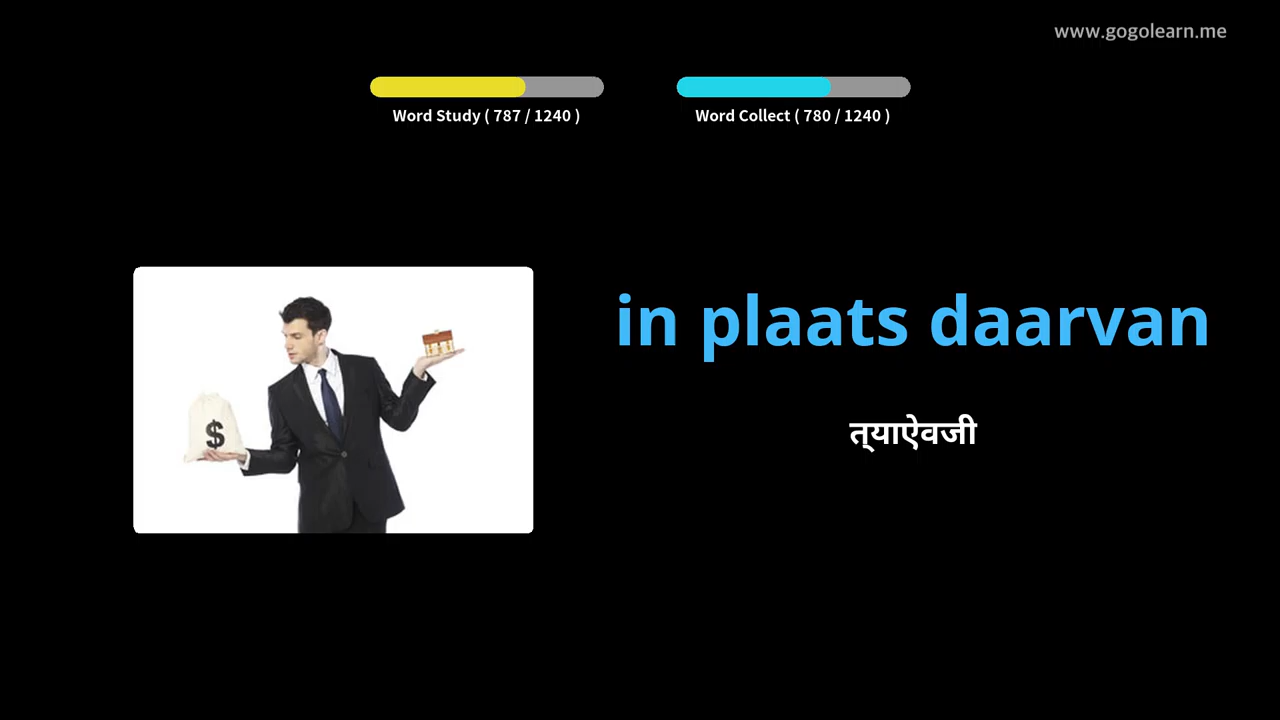 www.gogolearn.me
Word Study ( 787 / 1240 )
Word Collect ( 780 / 1240 )
in plaats daarvan
त्याऐवजी
$